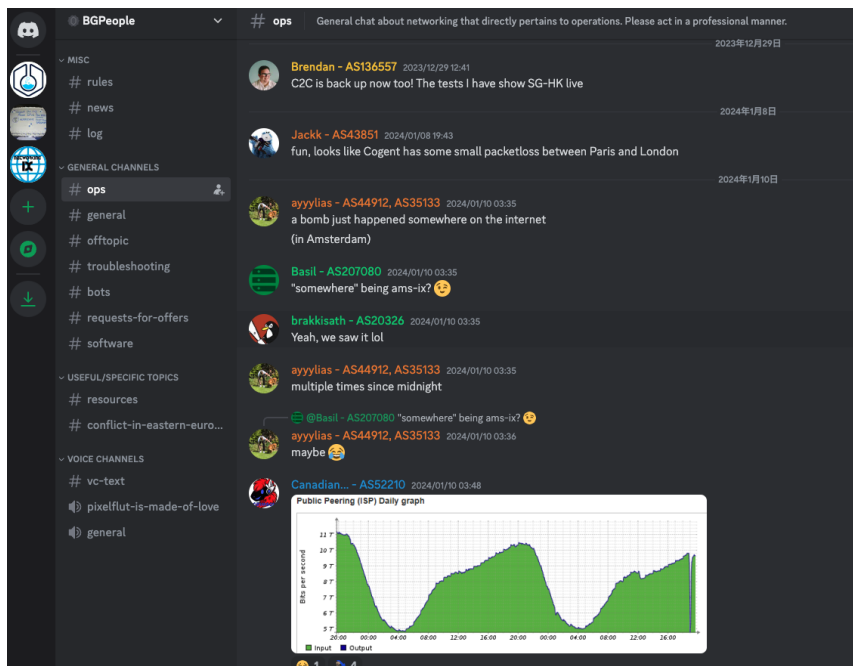 BGPeople
# ops
General chat about networking that directly pertains to operations. Please act in a professional manner.
MISC
# rules
# news
# log
GENERAL CHANNELS
# ops
# general
# offtopic
# troubleshooting
# bots
# requests-for-offers
# software
USEFUL/SPECIFIC TOPICS
# resources
# conflict-in-eastern-euro...
VOICE CHANNELS
# vc-text
pixelflut-is-made-of-love
general
2023年12月29日
Brendan - AS136557 2023/12/29 12:41
C2C is back up now too! The tests I have show SG-HK live
2024年1月8日
Jackk - AS43851 2024/01/08 19:43
fun, looks like Cogent has some small packetloss between Paris and London
2024年1月10日
ayyylias - AS44912, AS35133 2024/01/10 03:35
a bomb just happened somewhere on the internet
(in Amsterdam)
Basil - AS207080 2024/01/10 03:35
"somewhere" being ams-ix? 😉
brakkisath - AS20326 2024/01/10 03:35
Yeah, we saw it lol
ayyylias - AS44912, AS35133 2024/01/10 03:35
multiple times since midnight
@Basil - AS207080 "somewhere" being ams-ix? 😉
ayyylias - AS44912, AS35133 2024/01/10 03:36
maybe 😂
Canadian... - AS52210 2024/01/10 03:48
Public Peering (ISP) Daily graph
Bits per second
11 T
10 T
9 T
8 T
7 T
6 T
5 T
20:00 00:00 04:00 08:00 12:00 16:00 20:00 00:00 04:00 08:00 12:00 16:00
Input Output
1 4